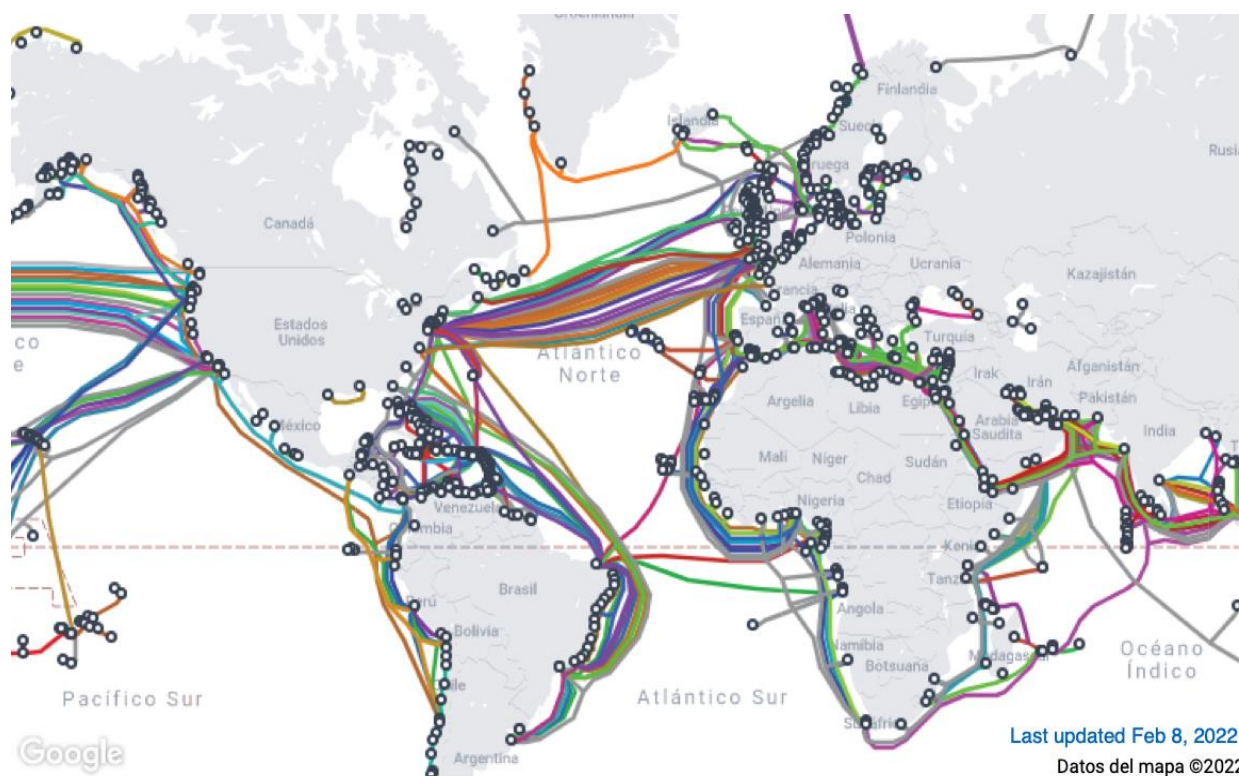 Groenlandia
Finlandia
Islandia
Suecia
Rusia
Noruega
Canadá
Polonia
Alemania
Ucrania
Kazajistán
Francia
Estados
Unidos
España
Italia
Turquía
Atlántico
Norte
Afganistán
Irak
Irán
Pakistán
Argelia
Libia
Egipto
México
Arabia
Saudita
India
Malí
Níger
Sudán
Chad
Nigeria
Etiopía
Venezuela
Colombia
Kenia
Brasil
Tanzania
Perú
Angola
Bolivia
Namibia
Madagascar
Botsuana
Océano
Índico
Pacífico Sur
Chile
Atlántico Sur
Sudáfrica
Argentina
Google
Last updated Feb 8, 2022
Datos del mapa ©2022